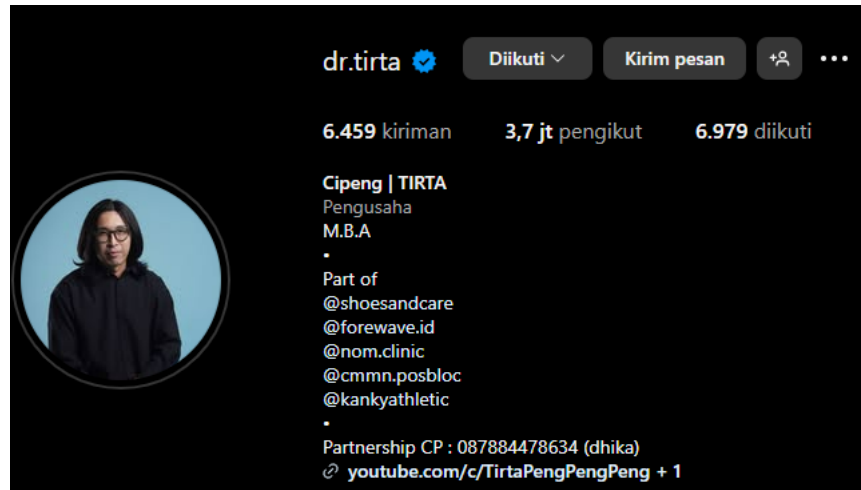 dr.tirta
Diikuti
Kirim pesan
6.459 kiriman
3,7 jt pengikut
6.979 diikuti
Cipeng | TIRTA
Pengusaha
M.B.A
•
Part of
@shoesandcare
@forewave.id
@nom.clinic
@cmmn.posbloc
@kankyathletic
•
Partnership CP : 087884478634 (dhika)
youtube.com/c/TirtaPengPengPeng + 1